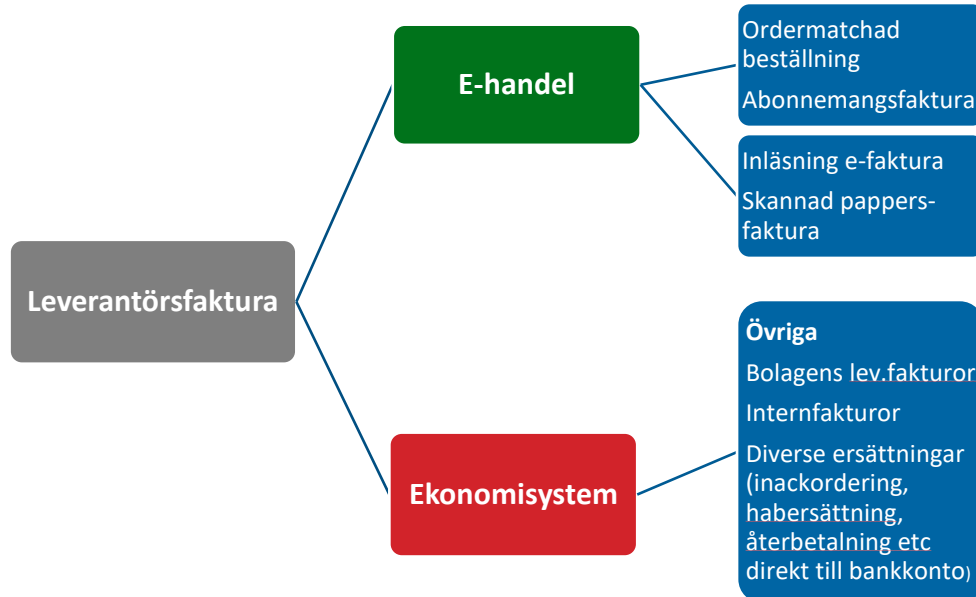 Leverantörsfaktura
E-handel
Ordermatchad
beställning
Abonnemangsfaktura
Inläsning e-faktura
Skannad pappers-
faktura
Ekonomisystem
Övriga
Bolagens lev.fakturor
Internfakturor
Diverse ersättningar
(inackordering,
habersättning,
återbetalning etc
direkt till bankkonto)